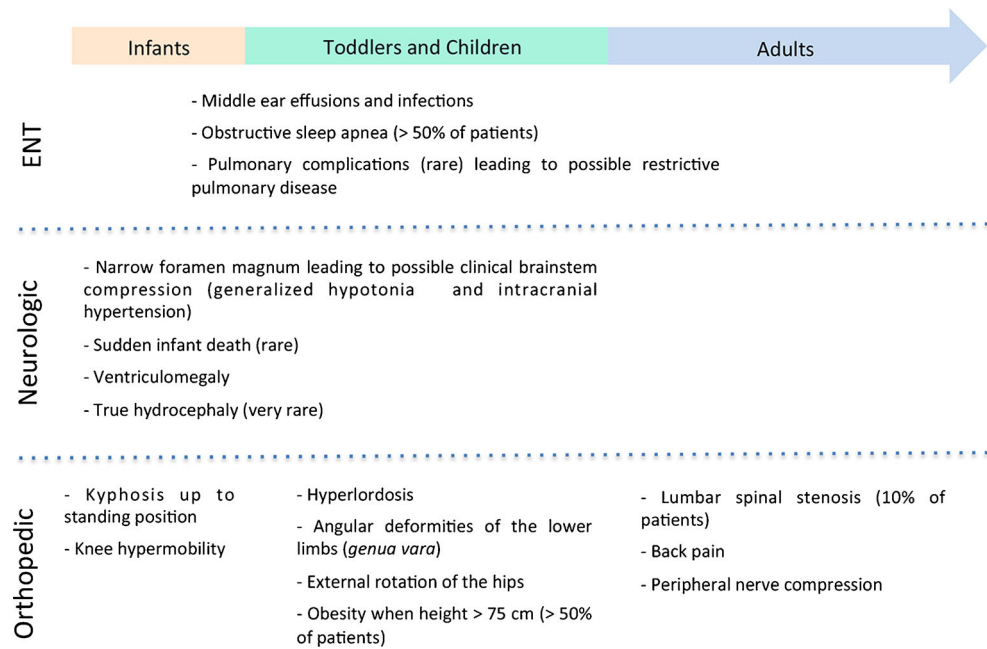 Infants Toddlers and Children Adults
ENT
- Middle ear effusions and infections
- Obstructive sleep apnea (> 50% of patients)
- Pulmonary complications (rare) leading to possible restrictive
pulmonary disease
Neurologic
- Narrow foramen magnum leading to possible clinical brainstem
compression (generalized hypotonia and intracranial
hypertension)
- Sudden infant death (rare)
- Ventriculomegaly
- True hydrocephaly (very rare)
Orthopedic
- Kyphosis up to
standing position
- Knee hypermobility
- Hyperlordosis
- Angular deformities of the lower
limbs (genua vara)
- External rotation of the hips
- Obesity when height > 75 cm (> 50%
of patients)
- Lumbar spinal stenosis (10% of
patients)
- Back pain
- Peripheral nerve compression